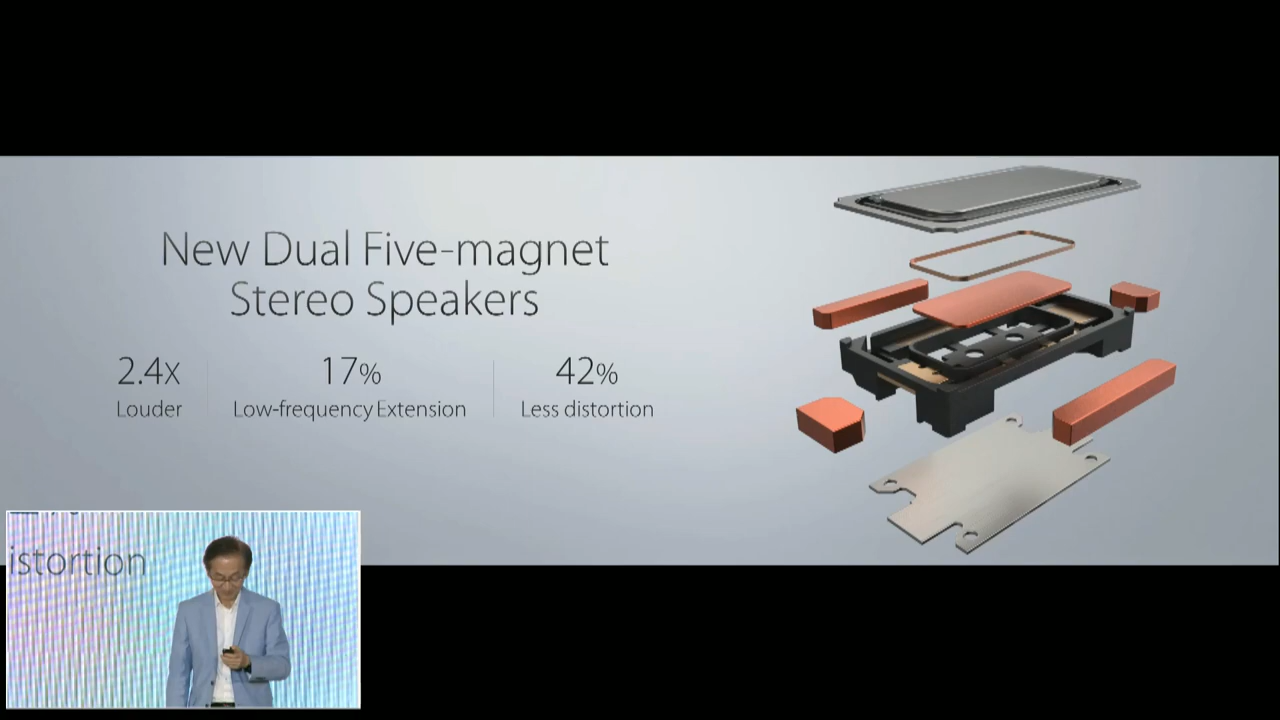 New Dual Five-magnet
Stereo Speakers
2.4X
Louder
17%
Low-frequency Extension
42%
Less distortion
istortion